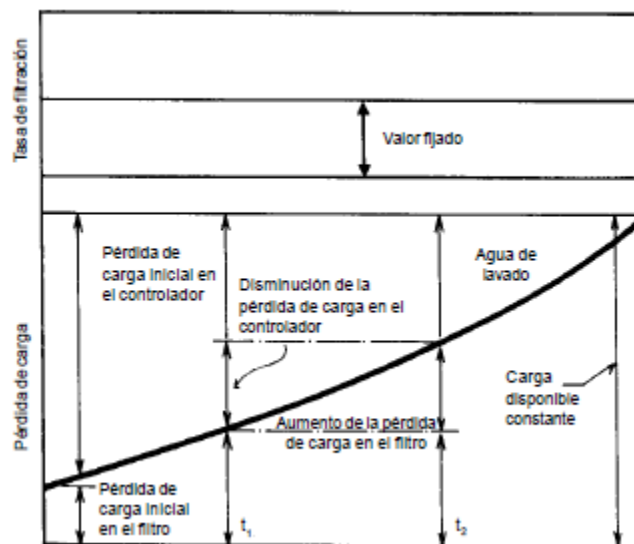 Tasa de filtración
Valor fijado
Pérdida de
carga inicial en
el controlador
Disminución de la
pérdida de carga en el
controlador
Agua de
lavado
Pérdida de carga
Carga
disponible
constante
Aumento de la pérdida
de carga en el filtro
Pérdida de
carga inicial
en el filtro
t1
t2